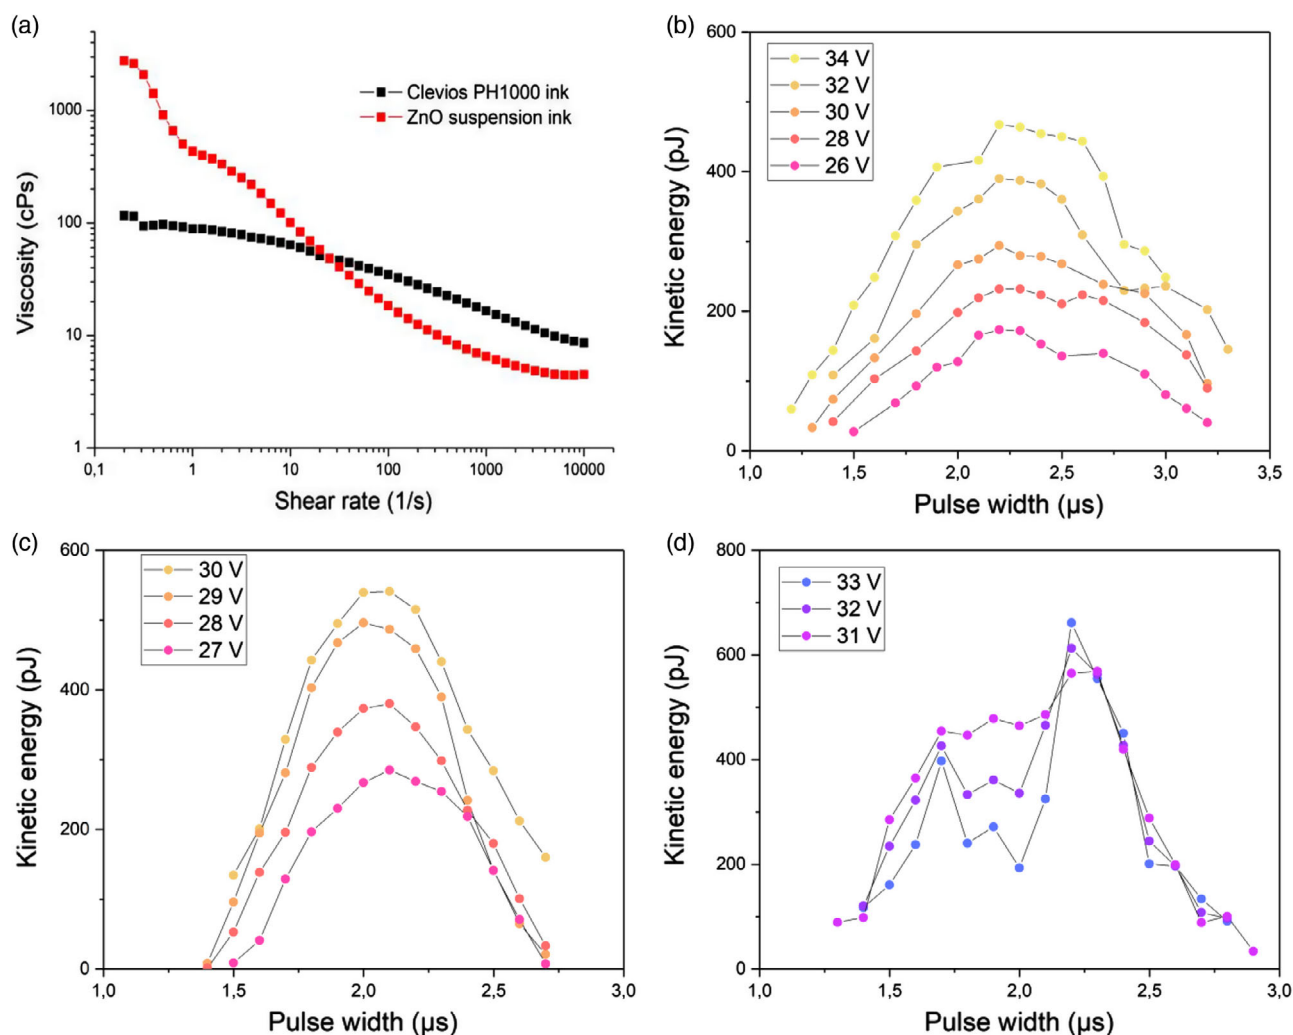 (a)
Viscosity (cPs)
1000
100
10
1
0,1 1 10 100 1000 10000
Shear rate (1/s)
Clevios PH1000 ink
ZnO suspension ink
(b)
Kinetic energy (pJ)
600
400
200
0
1,0 1,5 2,0 2,5 3,0 3,5
Pulse width (µs)
34 V
32 V
30 V
28 V
26 V
(c)
Kinetic energy (pJ)
600
400
200
0
1,0 1,5 2,0 2,5 3,0
Pulse width (µs)
30 V
29 V
28 V
27 V
(d)
Kinetic energy (pJ)
800
600
400
200
0
1,0 1,5 2,0 2,5 3,0
Pulse width (µs)
33 V
32 V
31 V